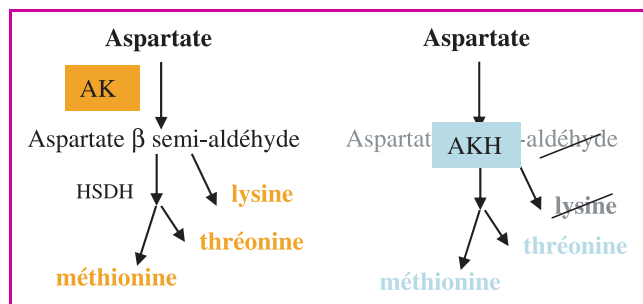 Aspartate
AK
Aspartate β semi-aldéhyde
HSDH
lysine
thréonine
méthionine
Aspartate
Aspartat AKH -aldéhyde
lysine
thréonine
méthionine